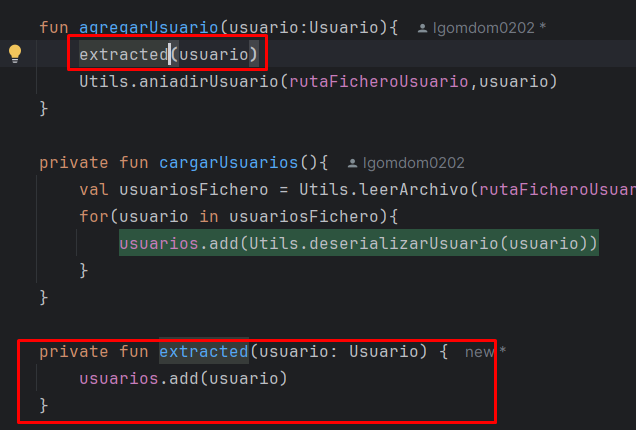 fun agregarUsuario(usuario:Usuario){ lgomdom0202 *
extracted(usuario)
Utils.aniadirUsuario(rutaFicheroUsuario,usuario)
}
private fun cargarUsuarios(){ lgomdom0202
val usuariosFichero = Utils.leerArchivo(rutaFicheroUsuar
for(usuario in usuariosFichero){
usuarios.add(Utils.deserializarUsuario(usuario))
}
}
private fun extracted(usuario: Usuario) { new *
usuarios.add(usuario)
}